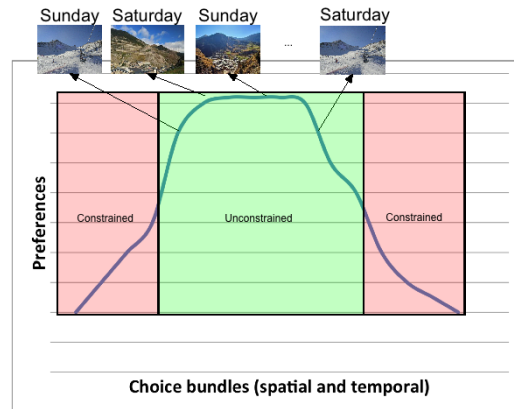 Sunday Saturday Sunday ... Saturday
Preferences
Constrained Unconstrained Constrained
Choice bundles (spatial and temporal)